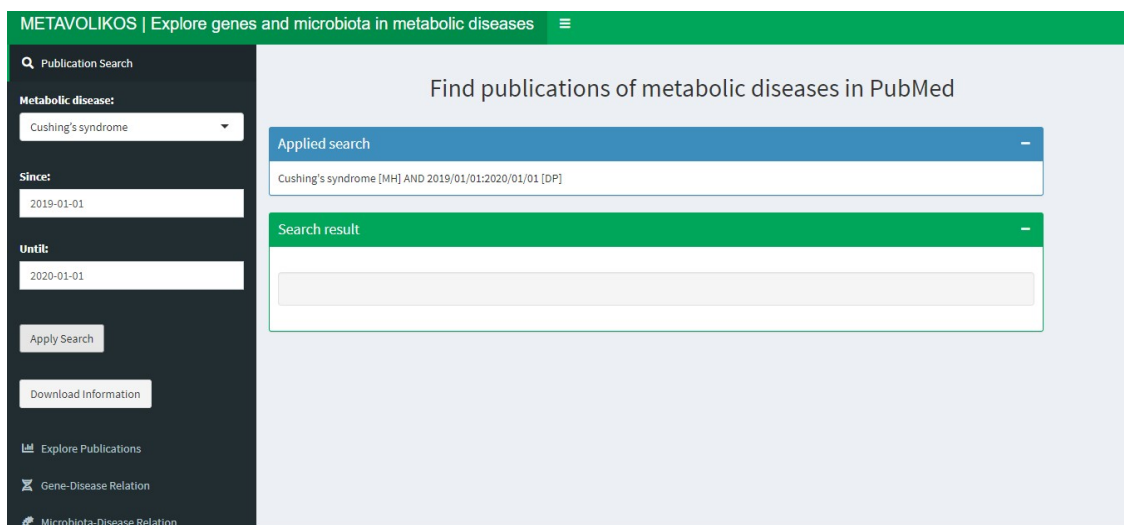 METAVOLIKOS | Explore genes and microbiota in metabolic diseases
Publication Search
Metabolic disease:
Cushing's syndrome
Since:
2019-01-01
Until:
2020-01-01
Apply Search
Download Information
Explore Publications
Gene-Disease Relation
Microbiota-Disease Relation
Find publications of metabolic diseases in PubMed
Applied search
Cushing's syndrome [MH] AND 2019/01/01:2020/01/01 [DP]
Search result